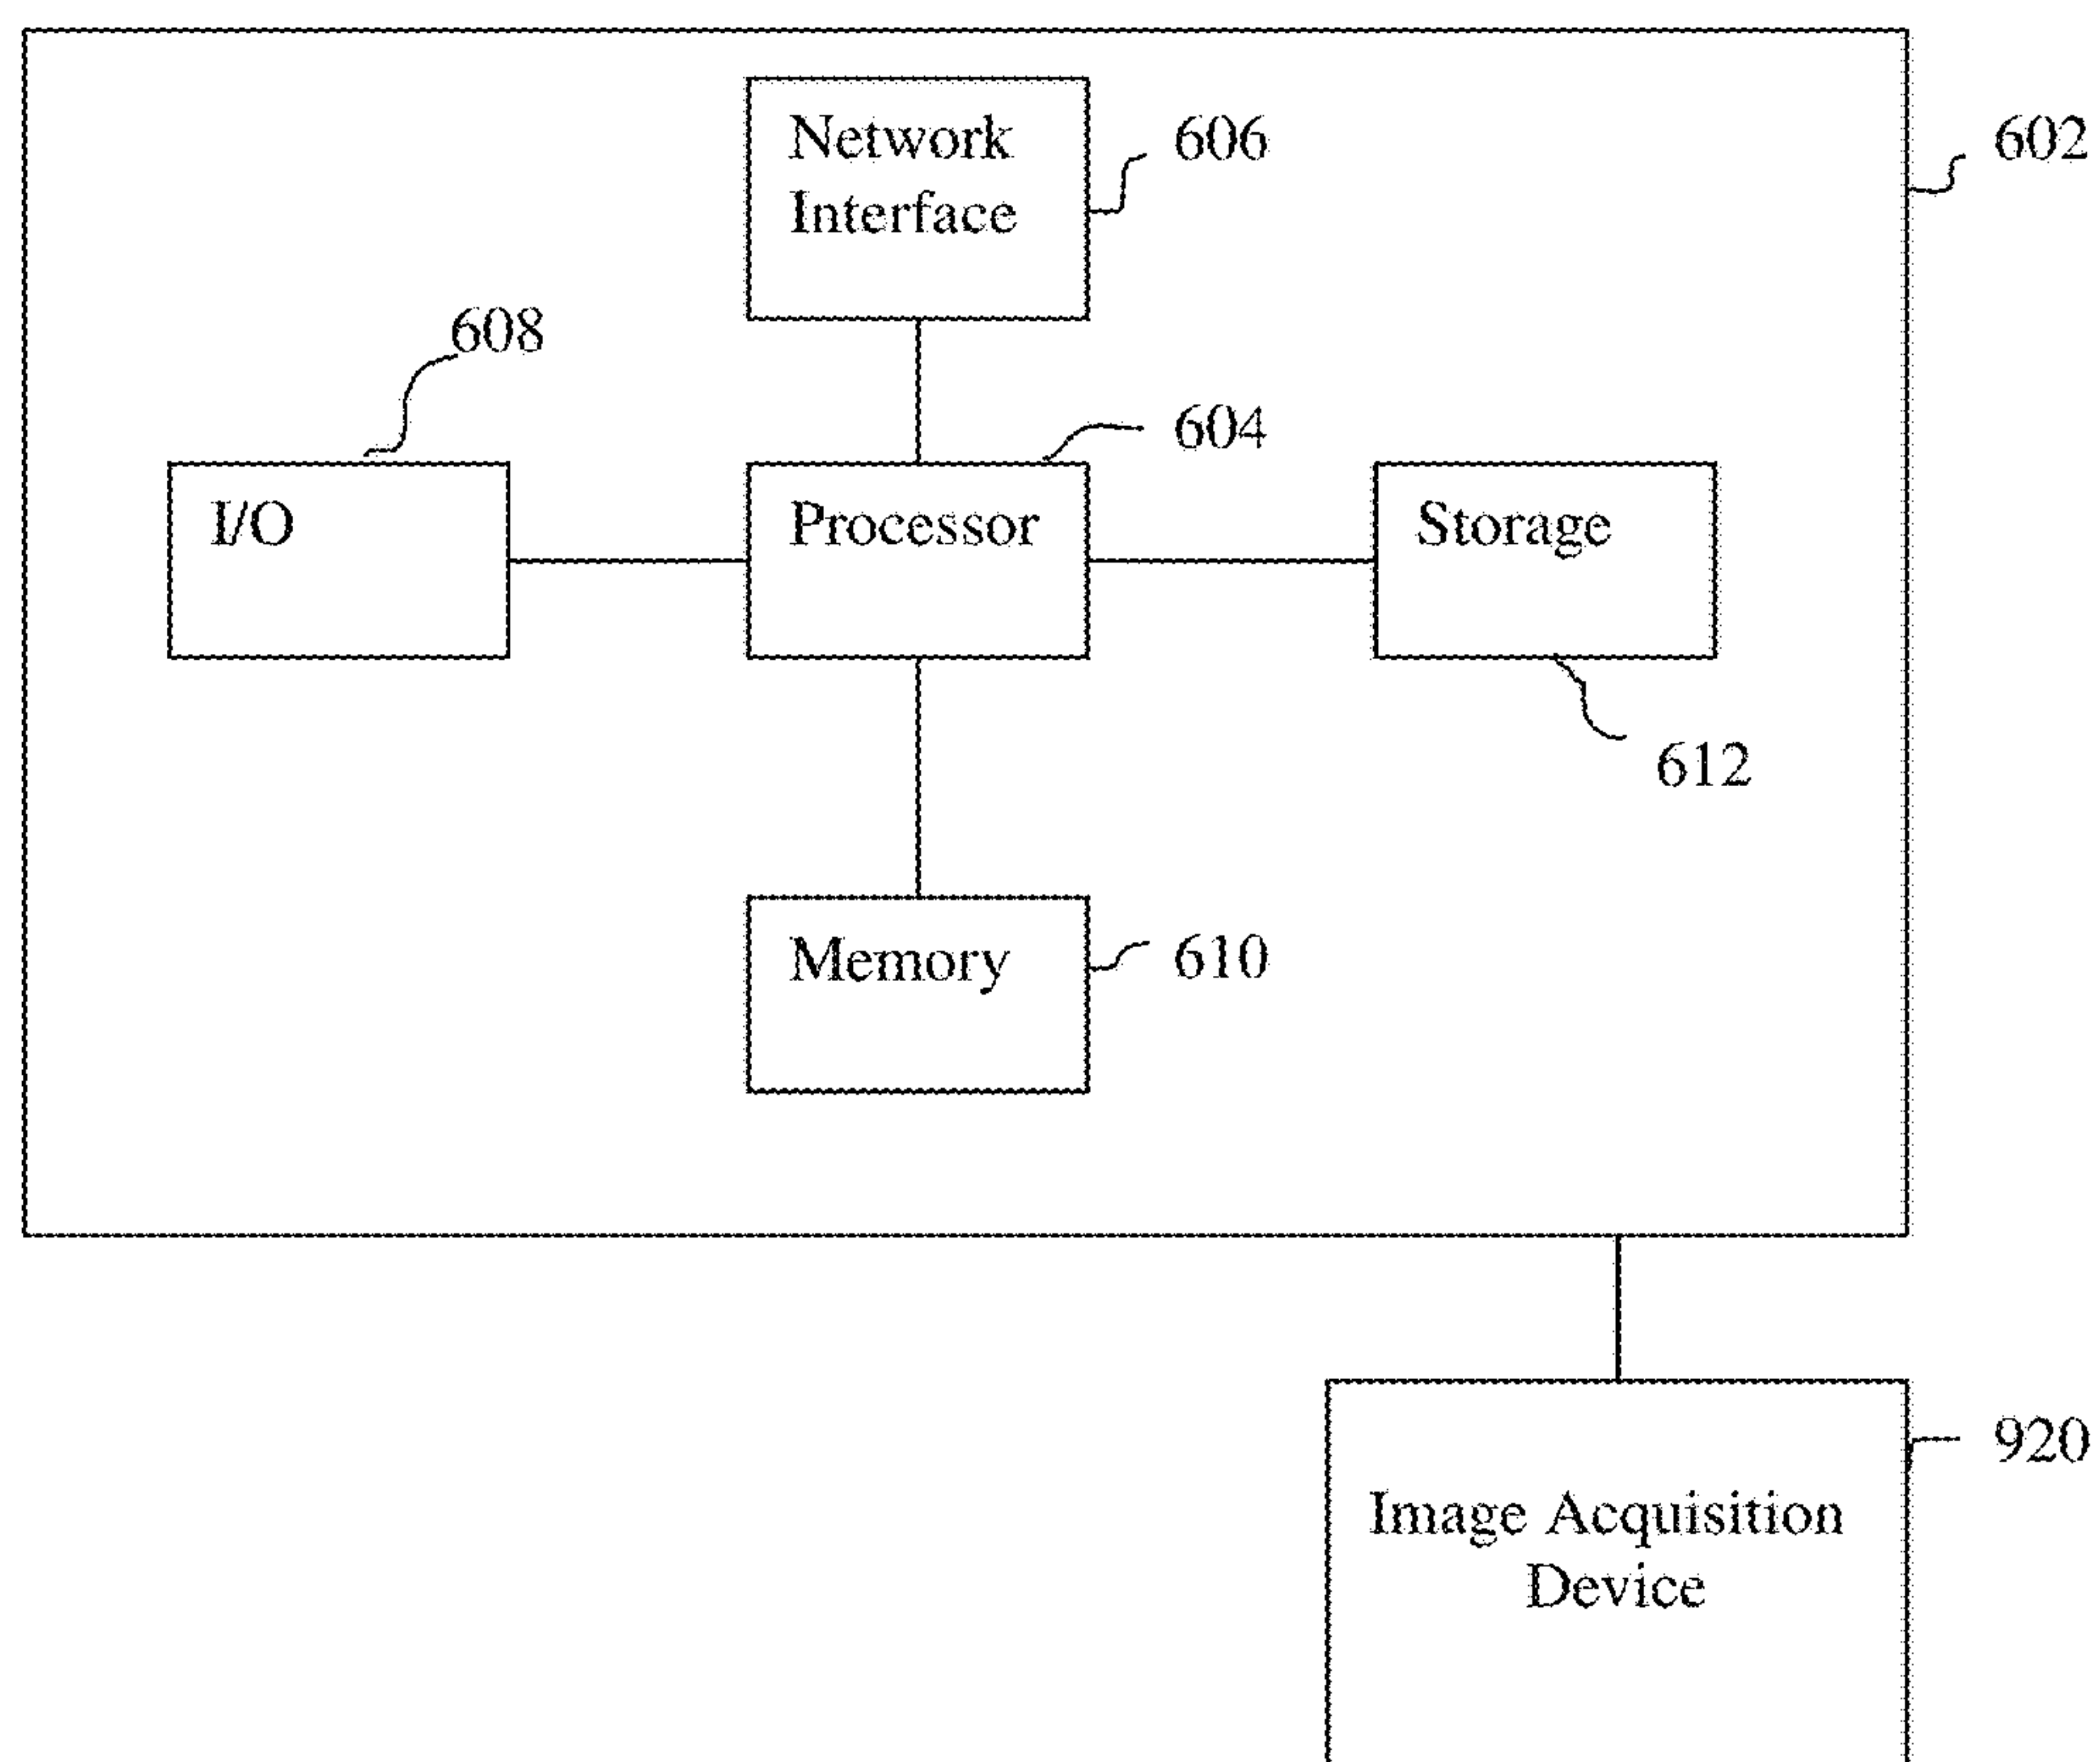 Network
Interface
606
602
608
604
I/O
Processor
Storage
612
Memory
610
920
Image Acquisition
Device